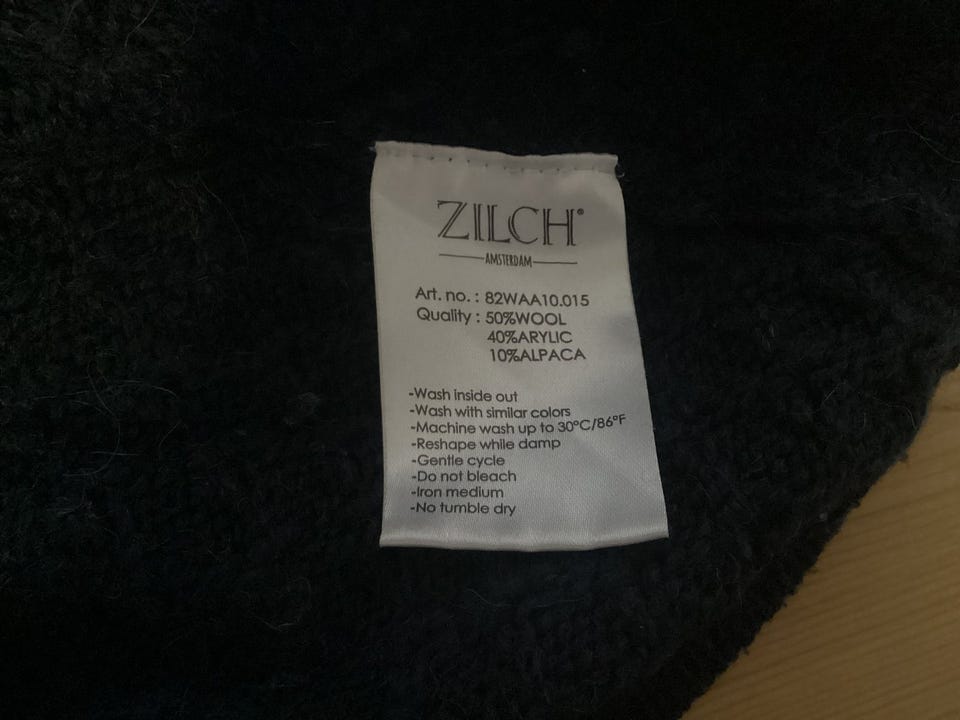 ZILCH®
AMSTERDAM
Art. no. : 82WAA10.015
Quality : 50%WOOL
40%ARYLIC
10%ALPACA
-Wash inside out
-Wash with similar colors
-Machine wash up to 30°C/86°F
-Reshape while damp
-Gentle cycle
-Do not bleach
-Iron medium
-No tumble dry